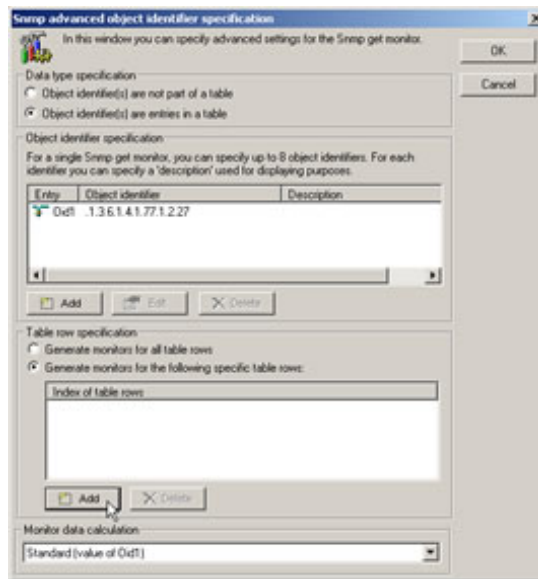 Snmp advanced object identifier specification
In this window you can specify advanced settings for the Snmp get monitor.
OK
Cancel
Data type specification
Object identifier(s) are not part of a table
Object identifier(s) are entries in a table
Object identifier specification
For a single Snmp get monitor, you can specify up to 8 object identifiers. For each
identifier you can specify a 'description' used for displaying purposes.
Entry Object identifier Description
Oid1 .1.3.6.1.4.1.77.1.2.27
Add Edit Delete
Table row specification
Generate monitors for all table rows
Generate monitors for the following specific table rows:
Index of table rows
Add Delete
Monitor data calculation
Standard (value of Oid1)